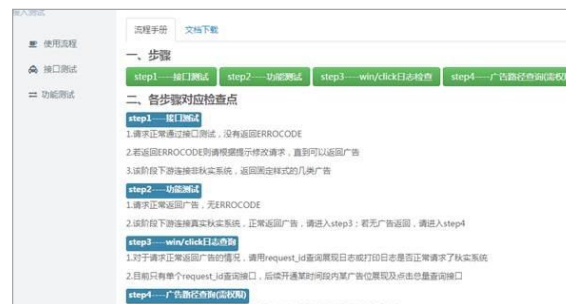 接入测试
流程手册 文档下载
使用流程
接口测试
功能测试
一、步骤
step1----接口测试 step2----功能测试 step3----win/click日志检查 step4----广告路径查询(需权
二、各步骤对应检查点
step1----接口测试
1.请求正常通过接口测试，没有返回ERROCODE
2.若返回ERROCODE则请根据提示修改请求，直到可以返回广告
3.该阶段下游连接非秋实系统，返回固定样式的几类广告
step2----功能测试
1.请求正常返回广告，无ERROCODE
2.该阶段下游连接真实秋实系统，正常返回广告，请进入step3；若无广告返回，请进入step4
step3----win/click日志查询
1.对于请求正常返回广告的情况，请用request_id查询展现日志或打印日志是否正常请求了秋实系统
2.目前只有单个request_id查询接口，后续开通某时间段内某广告位展现及点击总量查询接口
step4----广告路径查询(需权限)